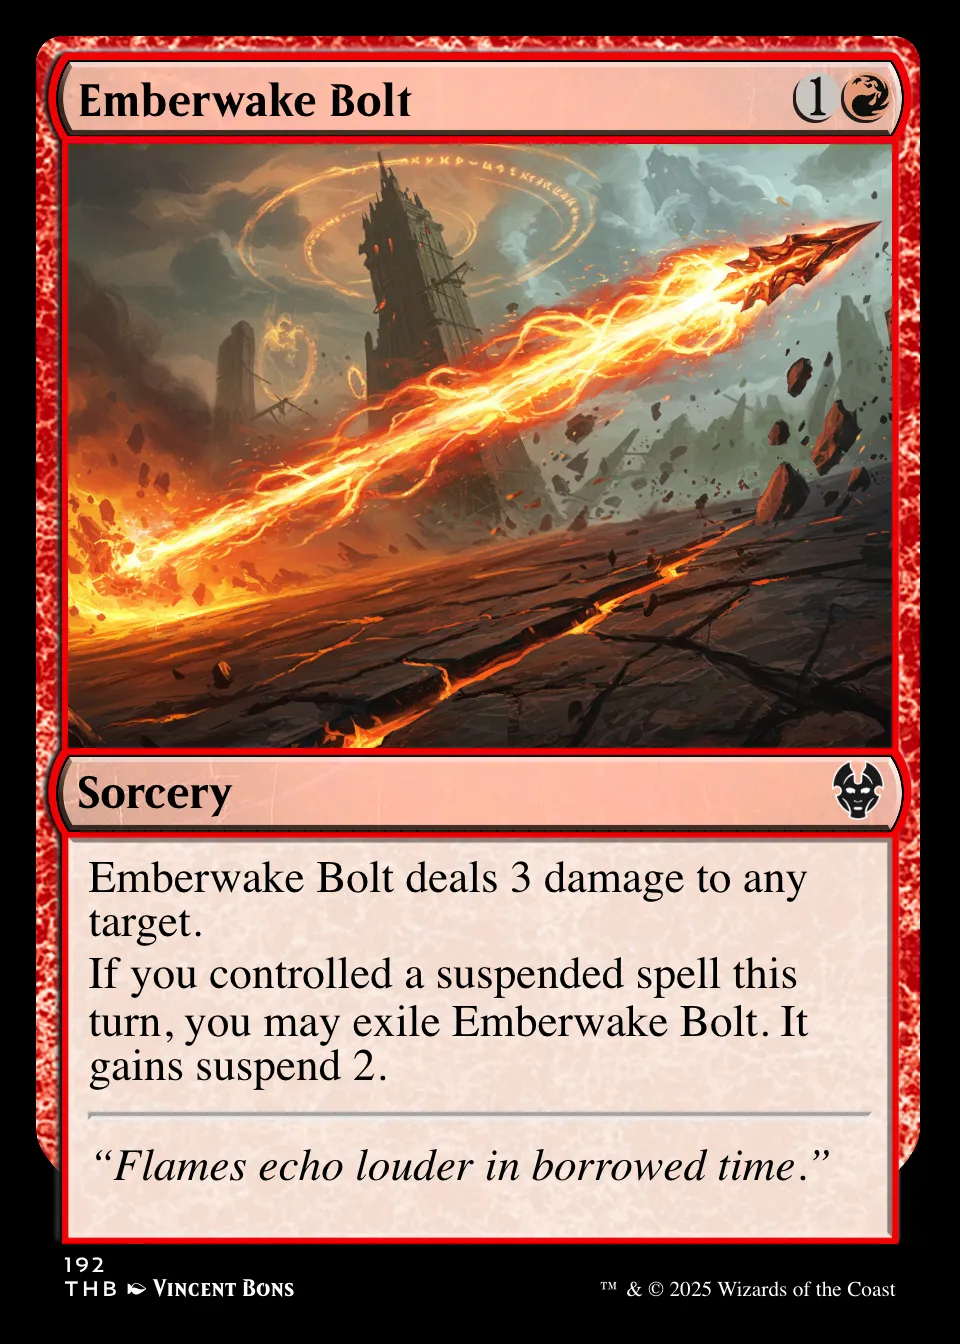 Emberwake Bolt 1
Sorcery
Emberwake Bolt deals 3 damage to any
target.
If you controlled a suspended spell this
turn, you may exile Emberwake Bolt. It
gains suspend 2.
“Flames echo louder in borrowed time.”
192
THB VINCENT BONS
™ & © 2025 Wizards of the Coast